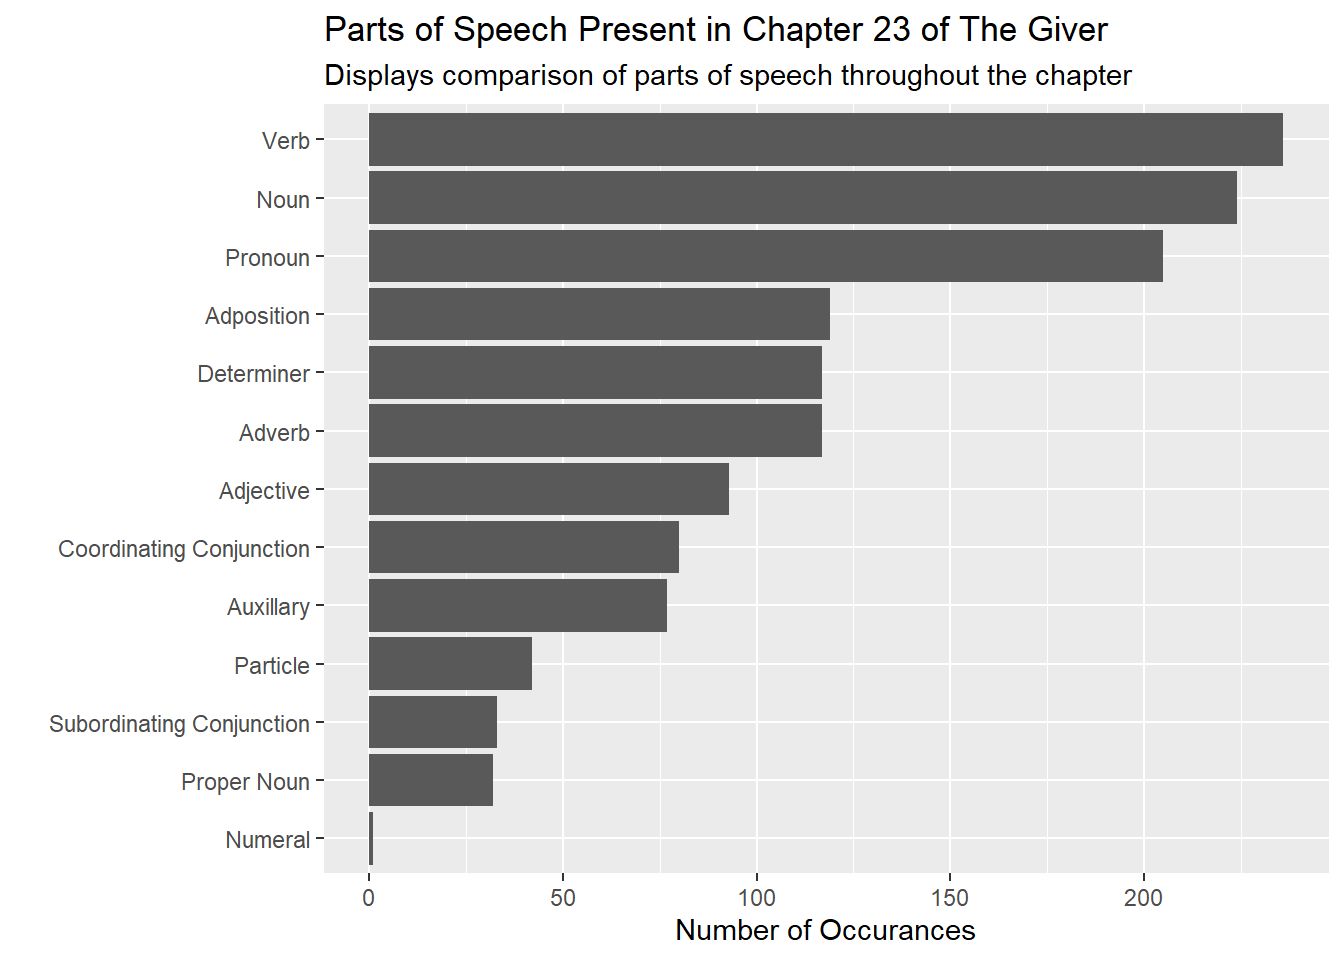 Parts of Speech Present in Chapter 23 of The Giver
Displays comparison of parts of speech throughout the chapter
Verb
Noun
Pronoun
Adposition
Determiner
Adverb
Adjective
Coordinating Conjunction
Auxillary
Particle
Subordinating Conjunction
Proper Noun
Numeral
0 50 100 150 200
Number of Occurances